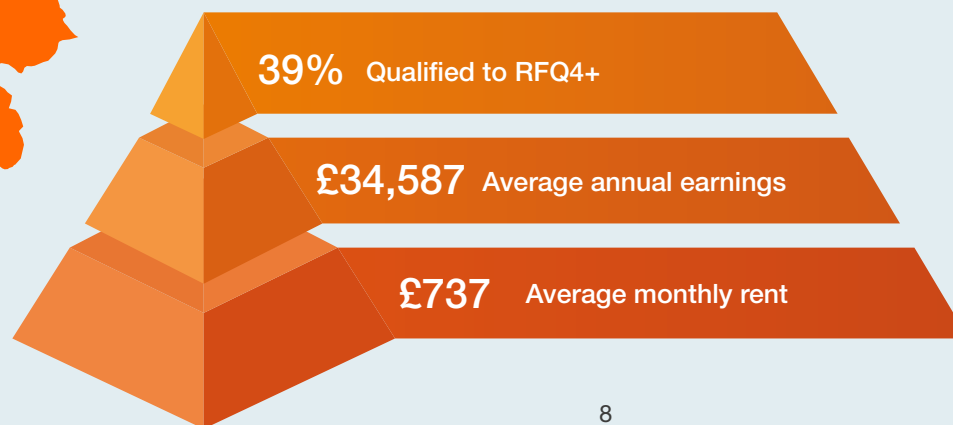 39% Qualified to RFQ4+
£34,587 Average annual earnings
£737 Average monthly rent
8